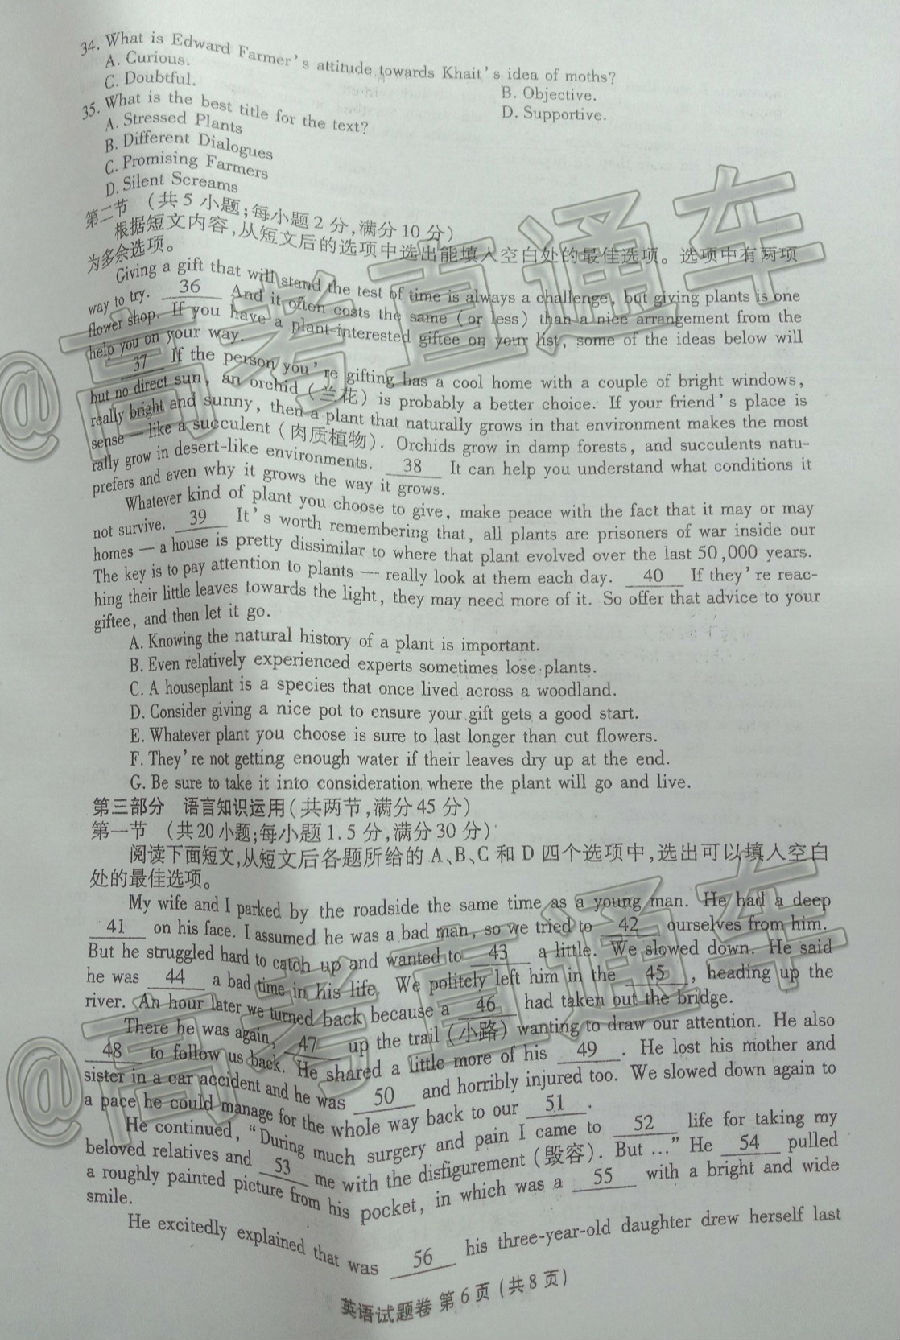 34. What is Edward Farmer's attitude towards Khait's idea of moths?
A. Curious.
B. Objective.
C. Doubtful.
D. Supportive.
35. What is the best title for the text?
A. Stressed Plants
B. Different Dialogues
C. Promising Farmers
D. Silent Screams
第二节 (共5小题;每小题2分,满分10分)
根据短文内容,从短文后的选项中选出能填入空白处的最佳选项。选项中有两项
为多余选项。
Giving a gift that will stand the test of time is always a challenge, but giving plants is one
way to try. 36 And it often costs the same (or less) than a nice arrangement from the
flower shop. If you have a plant-interested giftee on your list, some of the ideas below will
help you on your way.
37 If the person you're gifting has a cool home with a couple of bright windows,
but no direct sun, an orchid (兰花) is probably a better choice. If your friend's place is
really bright and sunny, then a plant that naturally grows in that environment makes the most
sense — like a succulent (肉质植物). Orchids grow in damp forests, and succulents natu-
rally grow in desert-like environments. 38 It can help you understand what conditions it
prefers and even why it grows the way it grows.
Whatever kind of plant you choose to give, make peace with the fact that it may or may
not survive. 39 It's worth remembering that, all plants are prisoners of war inside our
homes — a house is pretty dissimilar to where that plant evolved over the last 50,000 years.
The key is to pay attention to plants — really look at them each day. 40 If they're reac-
hing their little leaves towards the light, they may need more of it. So offer that advice to your
giftee, and then let it go.
A. Knowing the natural history of a plant is important.
B. Even relatively experienced experts sometimes lose plants.
C. A houseplant is a species that once lived across a woodland.
D. Consider giving a nice pot to ensure your gift gets a good start.
E. Whatever plant you choose is sure to last longer than cut flowers.
F. They're not getting enough water if their leaves dry up at the end.
G. Be sure to take it into consideration where the plant will go and live.
第三部分 语言知识运用(共两节,满分45分)
第一节 (共20小题;每小题1.5分,满分30分)
阅读下面短文,从短文后各题所给的A、B、C和D四个选项中,选出可以填入空白
处的最佳选项。
My wife and I parked by the roadside the same time as a young man. He had a deep
41 on his face. I assumed he was a bad man, so we tried to 42 ourselves from him.
But he struggled hard to catch up and wanted to 43 a little. We slowed down. He said
he was 44 a bad time in his life. We politely left him in the 45 , heading up the
river. An hour later we turned back because a 46 had taken out the bridge.
There he was again, 47 up the trail (小路) wanting to draw our attention. He also
48 to follow us back. He shared a little more of his 49 . He lost his mother and
sister in a car accident and he was 50 and horribly injured too. We slowed down again to
a pace he could manage for the whole way back to our 51 .
He continued, "During much surgery and pain I came to 52 life for taking my
beloved relatives and 53 me with the disfigurement (毁容). But ..." He 54 pulled
a roughly painted picture from his pocket, in which was a 55 with a bright and wide
smile.
He excitedly explained that was 56 his three-year-old daughter drew herself last
英语试题卷 第6页(共8页)
@高考直通车
@高考直通车